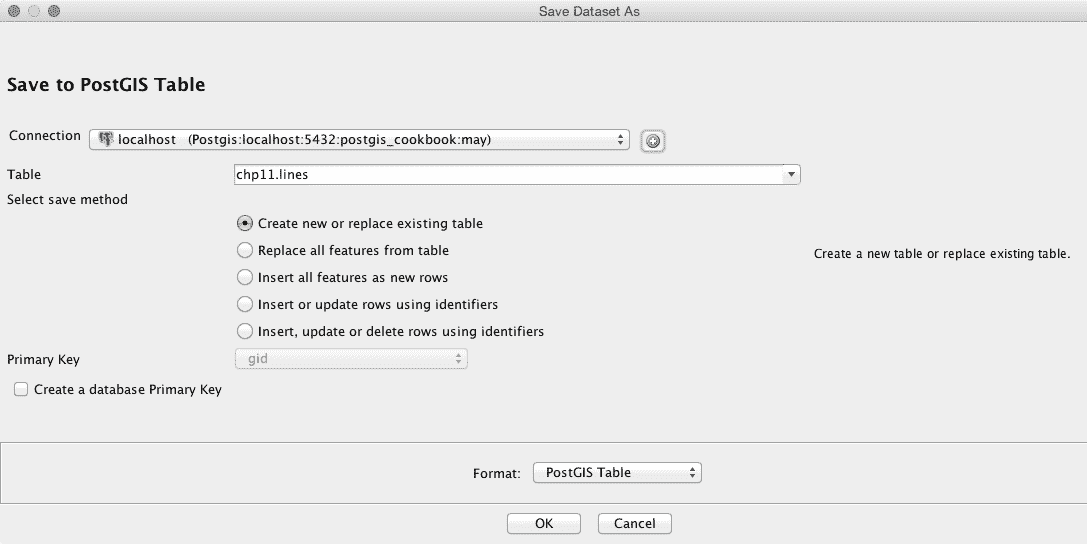 Save Dataset As
Save to PostGIS Table
Connection localhost (Postgis:localhost:5432:postgis_cookbook:may)
Table chp11.lines
Select save method
Create new or replace existing table
Replace all features from table
Create a new table or replace existing table.
Insert all features as new rows
Insert or update rows using identifiers
Insert, update or delete rows using identifiers
Primary Key gid
Create a database Primary Key
Format: PostGIS Table
OK Cancel